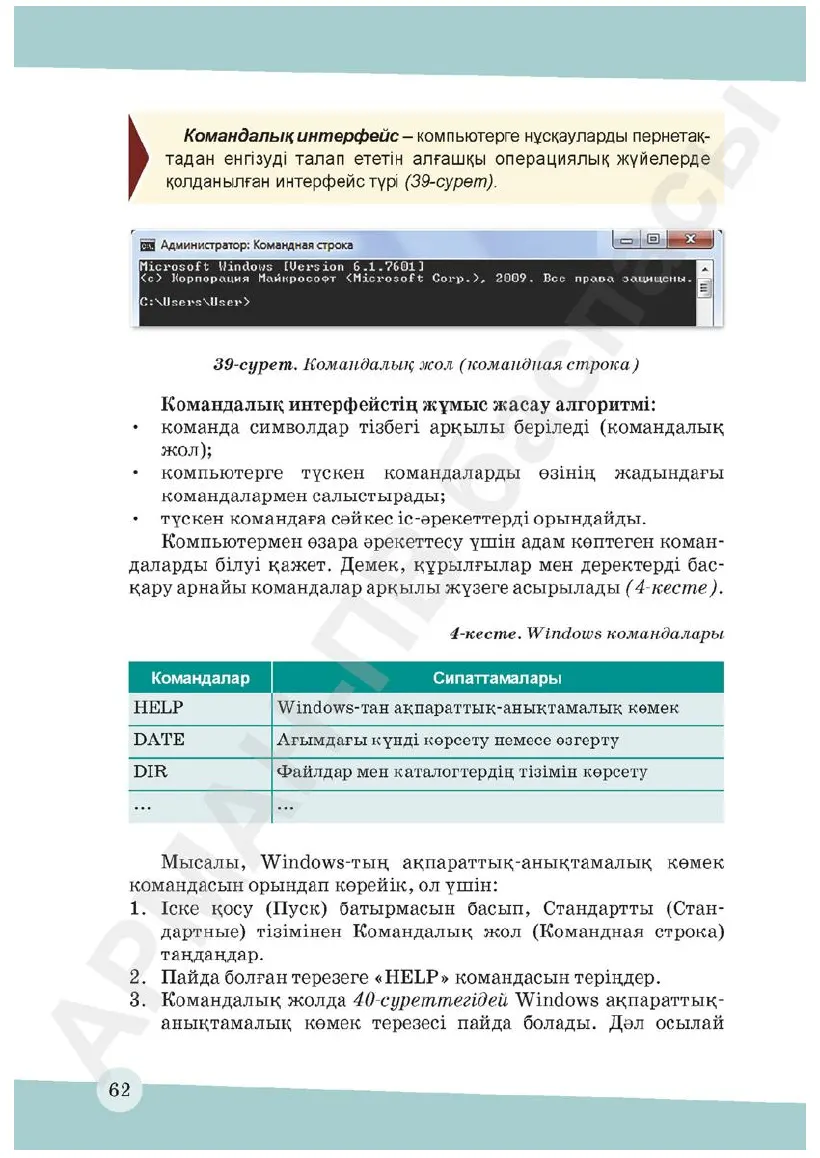 Командалық интерфейс – компьютерге нұсқауларды пернетақ-
тадан енгізуді талап ететін алғашқы операциялық жүйелерде
қолданылған интерфейс түрі (39-сурет).
Администратор: Командная строка
Microsoft Windows [Version 6.1.7601]
(c) Корпорация Майкрософт (Microsoft Corp.), 2009. Все права защищены.
C:\Users\User>
39-сурет. Командалық жол (командная строка)
Командалық интерфейстің жұмыс жасау алгоритмі:
• команда символдар тізбегі арқылы беріледі (командалық
жол);
• компьютерге түскен командаларды өзінің жадындағы
командалармен салыстырады;
• түскен командаға сәйкес іс-әрекеттерді орындайды.
Компьютермен өзара әрекеттесу үшін адам көптеген коман-
даларды білуі қажет. Демек, құрылғылар мен деректерді бас-
қару арнайы командалар арқылы жүзеге асырылады (4-кесте).
4-кесте. Windows командалары
Командалар Сипаттамалары
HELP Windows-тан ақпараттық-анықтамалық көмек
DATE Ағымдағы күнді көрсету немесе өзгерту
DIR Файлдар мен каталогтердің тізімін көрсету
... ...
Мысалы, Windows-тың ақпараттық-анықтамалық көмек
командасын орындап көрейік, ол үшін:
1. Іске қосу (Пуск) батырмасын басып, Стандартты (Стан-
дартные) тізімінен Командалық жол (Командная строка)
таңдаңдар.
2. Пайда болған терезеге «HELP» командасын теріңдер.
3. Командалық жолда 40-суреттегідей Windows ақпараттық-
анықтамалық көмек терезесі пайда болады. Дәл осылай
62
АРМАН-ПВ баспасы